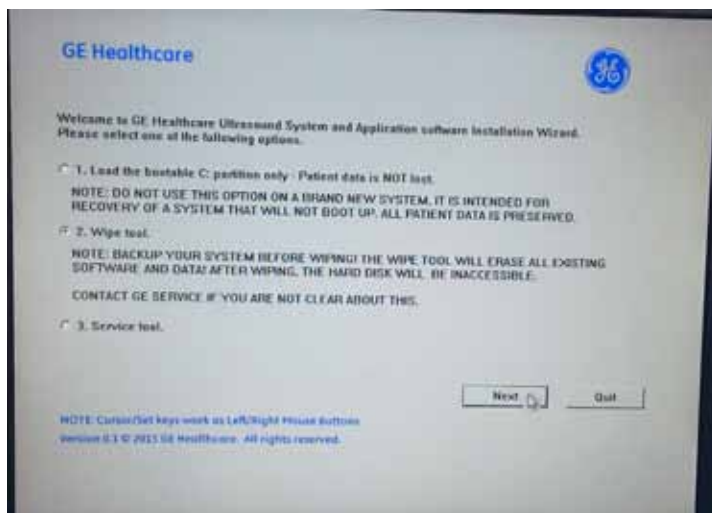 GE Healthcare
GE
Welcome to GE Healthcare Ultrasound System and Application software Installation Wizard.
Please select one of the following options.
1. Load the bootable C: partition only - Patient data is NOT lost.
NOTE: DO NOT USE THIS OPTION ON A BRAND NEW SYSTEM, IT IS INTENDED FOR
RECOVERY OF A SYSTEM THAT WILL NOT BOOT UP. ALL PATIENT DATA IS PRESERVED.
2. Wipe tool.
NOTE: BACKUP YOUR SYSTEM BEFORE WIPING! THE WIPE TOOL WILL ERASE ALL EXISTING
SOFTWARE AND DATA! AFTER WIPING, THE HARD DISK WILL BE INACCESSIBLE.
CONTACT GE SERVICE IF YOU ARE NOT CLEAR ABOUT THIS.
3. Service tool.
Next
Quit
NOTE: Cursor/Set keys work as Left/Right Mouse Buttons
Version 0.1 © 2015 GE Healthcare. All rights reserved.